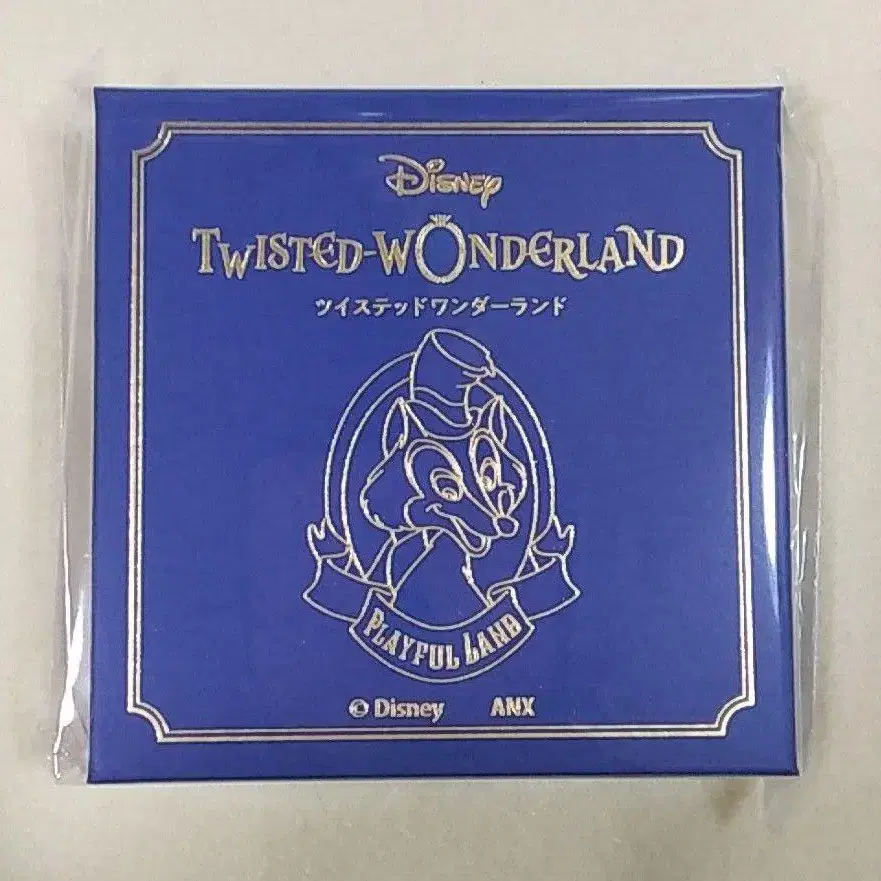 Disney
TWISTED-WONDERLAND
ツイステッドワンダーランド
PLAYFUL LAND
© Disney ANX